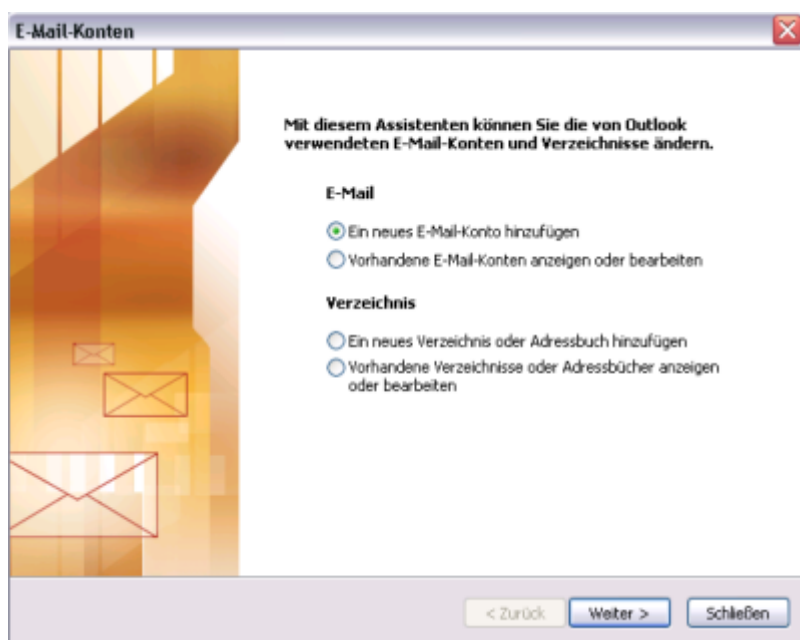 E-Mail-Konten
Mit diesem Assistenten können Sie die von Outlook
verwendeten E-Mail-Konten und Verzeichnisse ändern.
E-Mail
Ein neues E-Mail-Konto hinzufügen
Vorhandene E-Mail-Konten anzeigen oder bearbeiten
Verzeichnis
Ein neues Verzeichnis oder Adressbuch hinzufügen
Vorhandene Verzeichnisse oder Adressbücher anzeigen
oder bearbeiten
< Zurück Weiter > Schließen